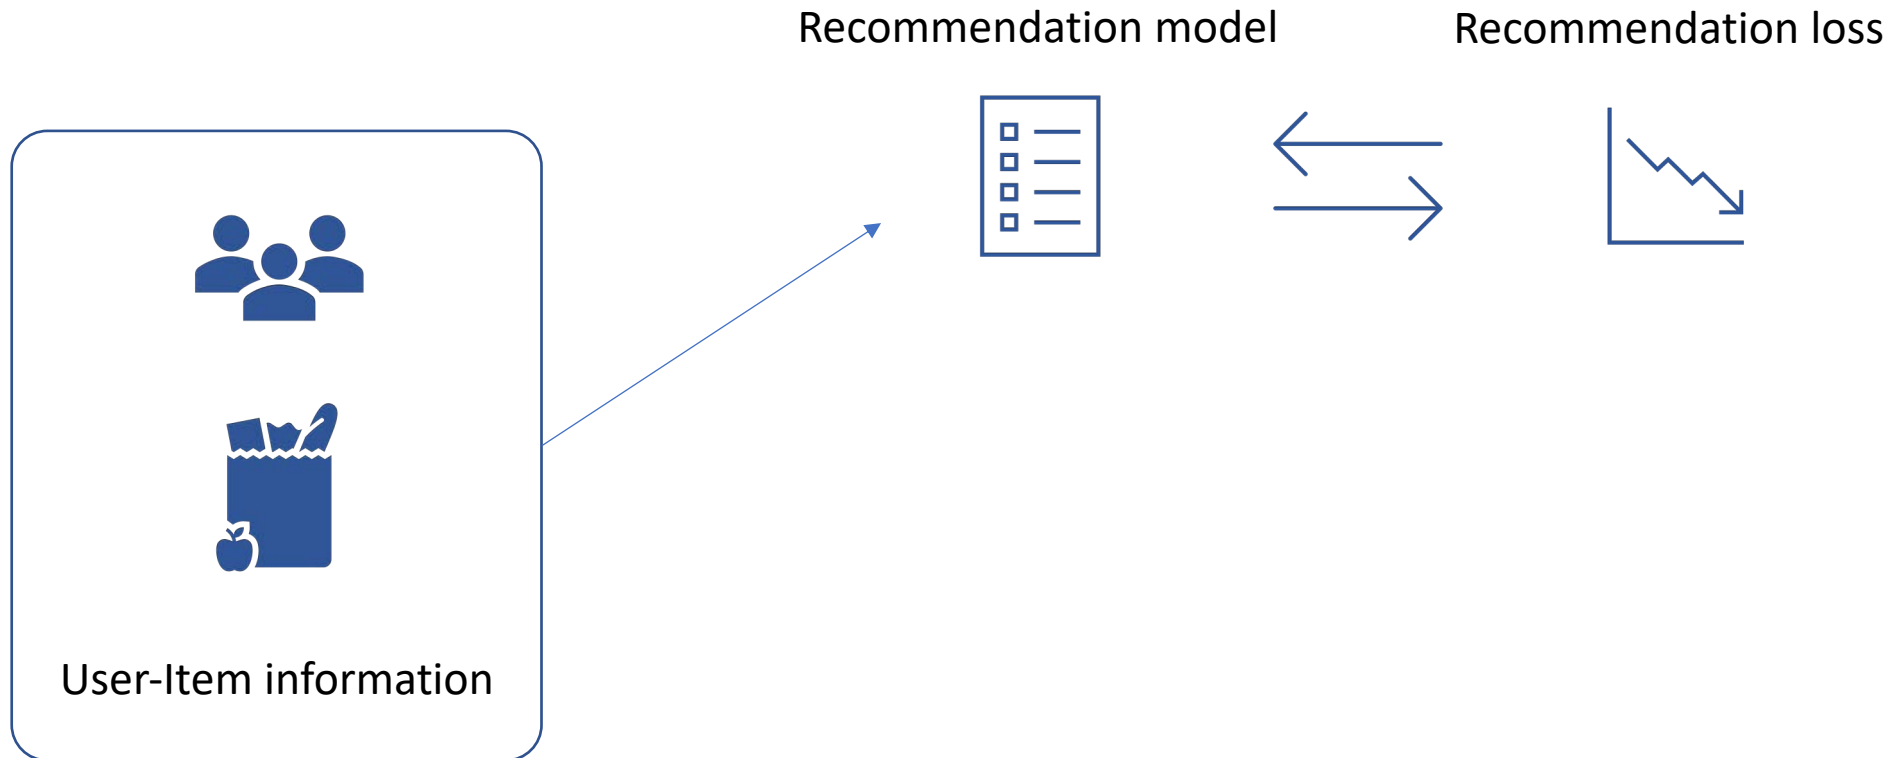 Recommendation model
Recommendation loss
User-Item information